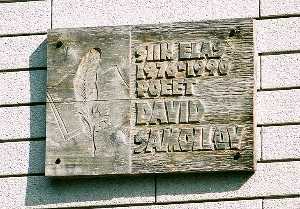 SIIN ELAS
1976-1990
POEET
DAVID
SAMOILOV